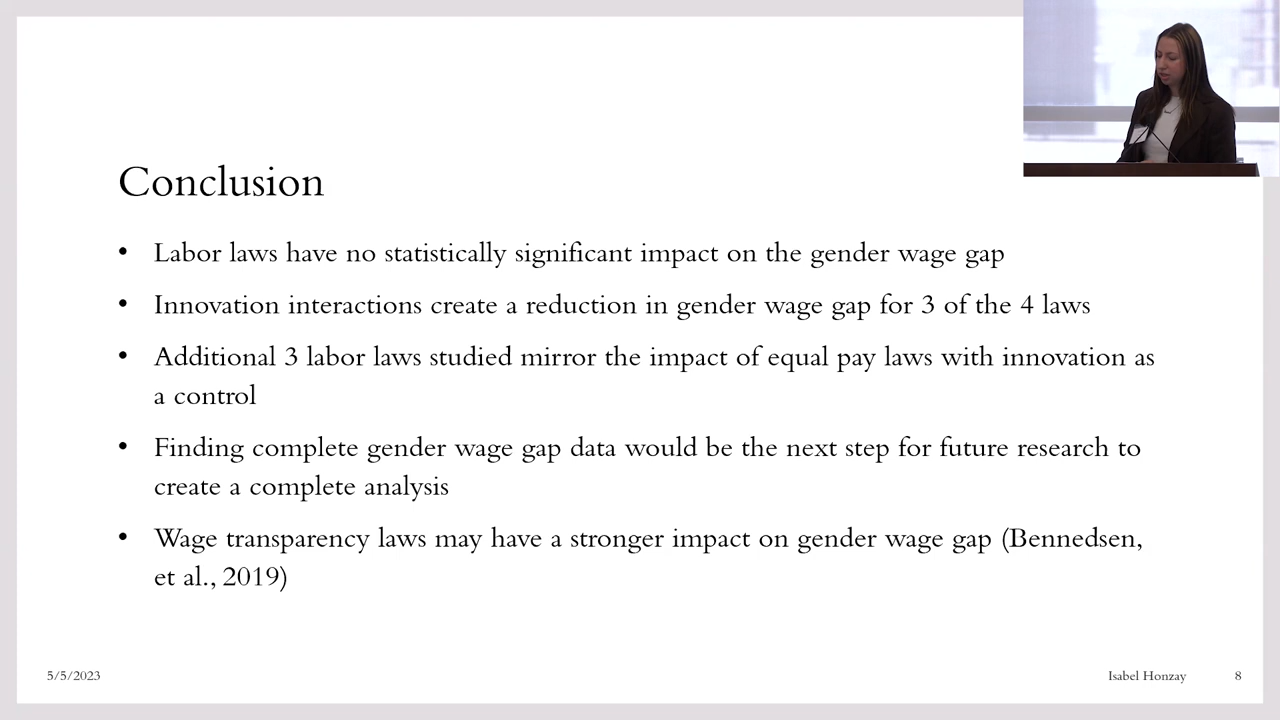 Conclusion
• Labor laws have no statistically significant impact on the gender wage gap
• Innovation interactions create a reduction in gender wage gap for 3 of the 4 laws
• Additional 3 labor laws studied mirror the impact of equal pay laws with innovation as
a control
• Finding complete gender wage gap data would be the next step for future research to
create a complete analysis
• Wage transparency laws may have a stronger impact on gender wage gap (Bennedsen,
et al., 2019)
5/5/2023
Isabel Honzay
8